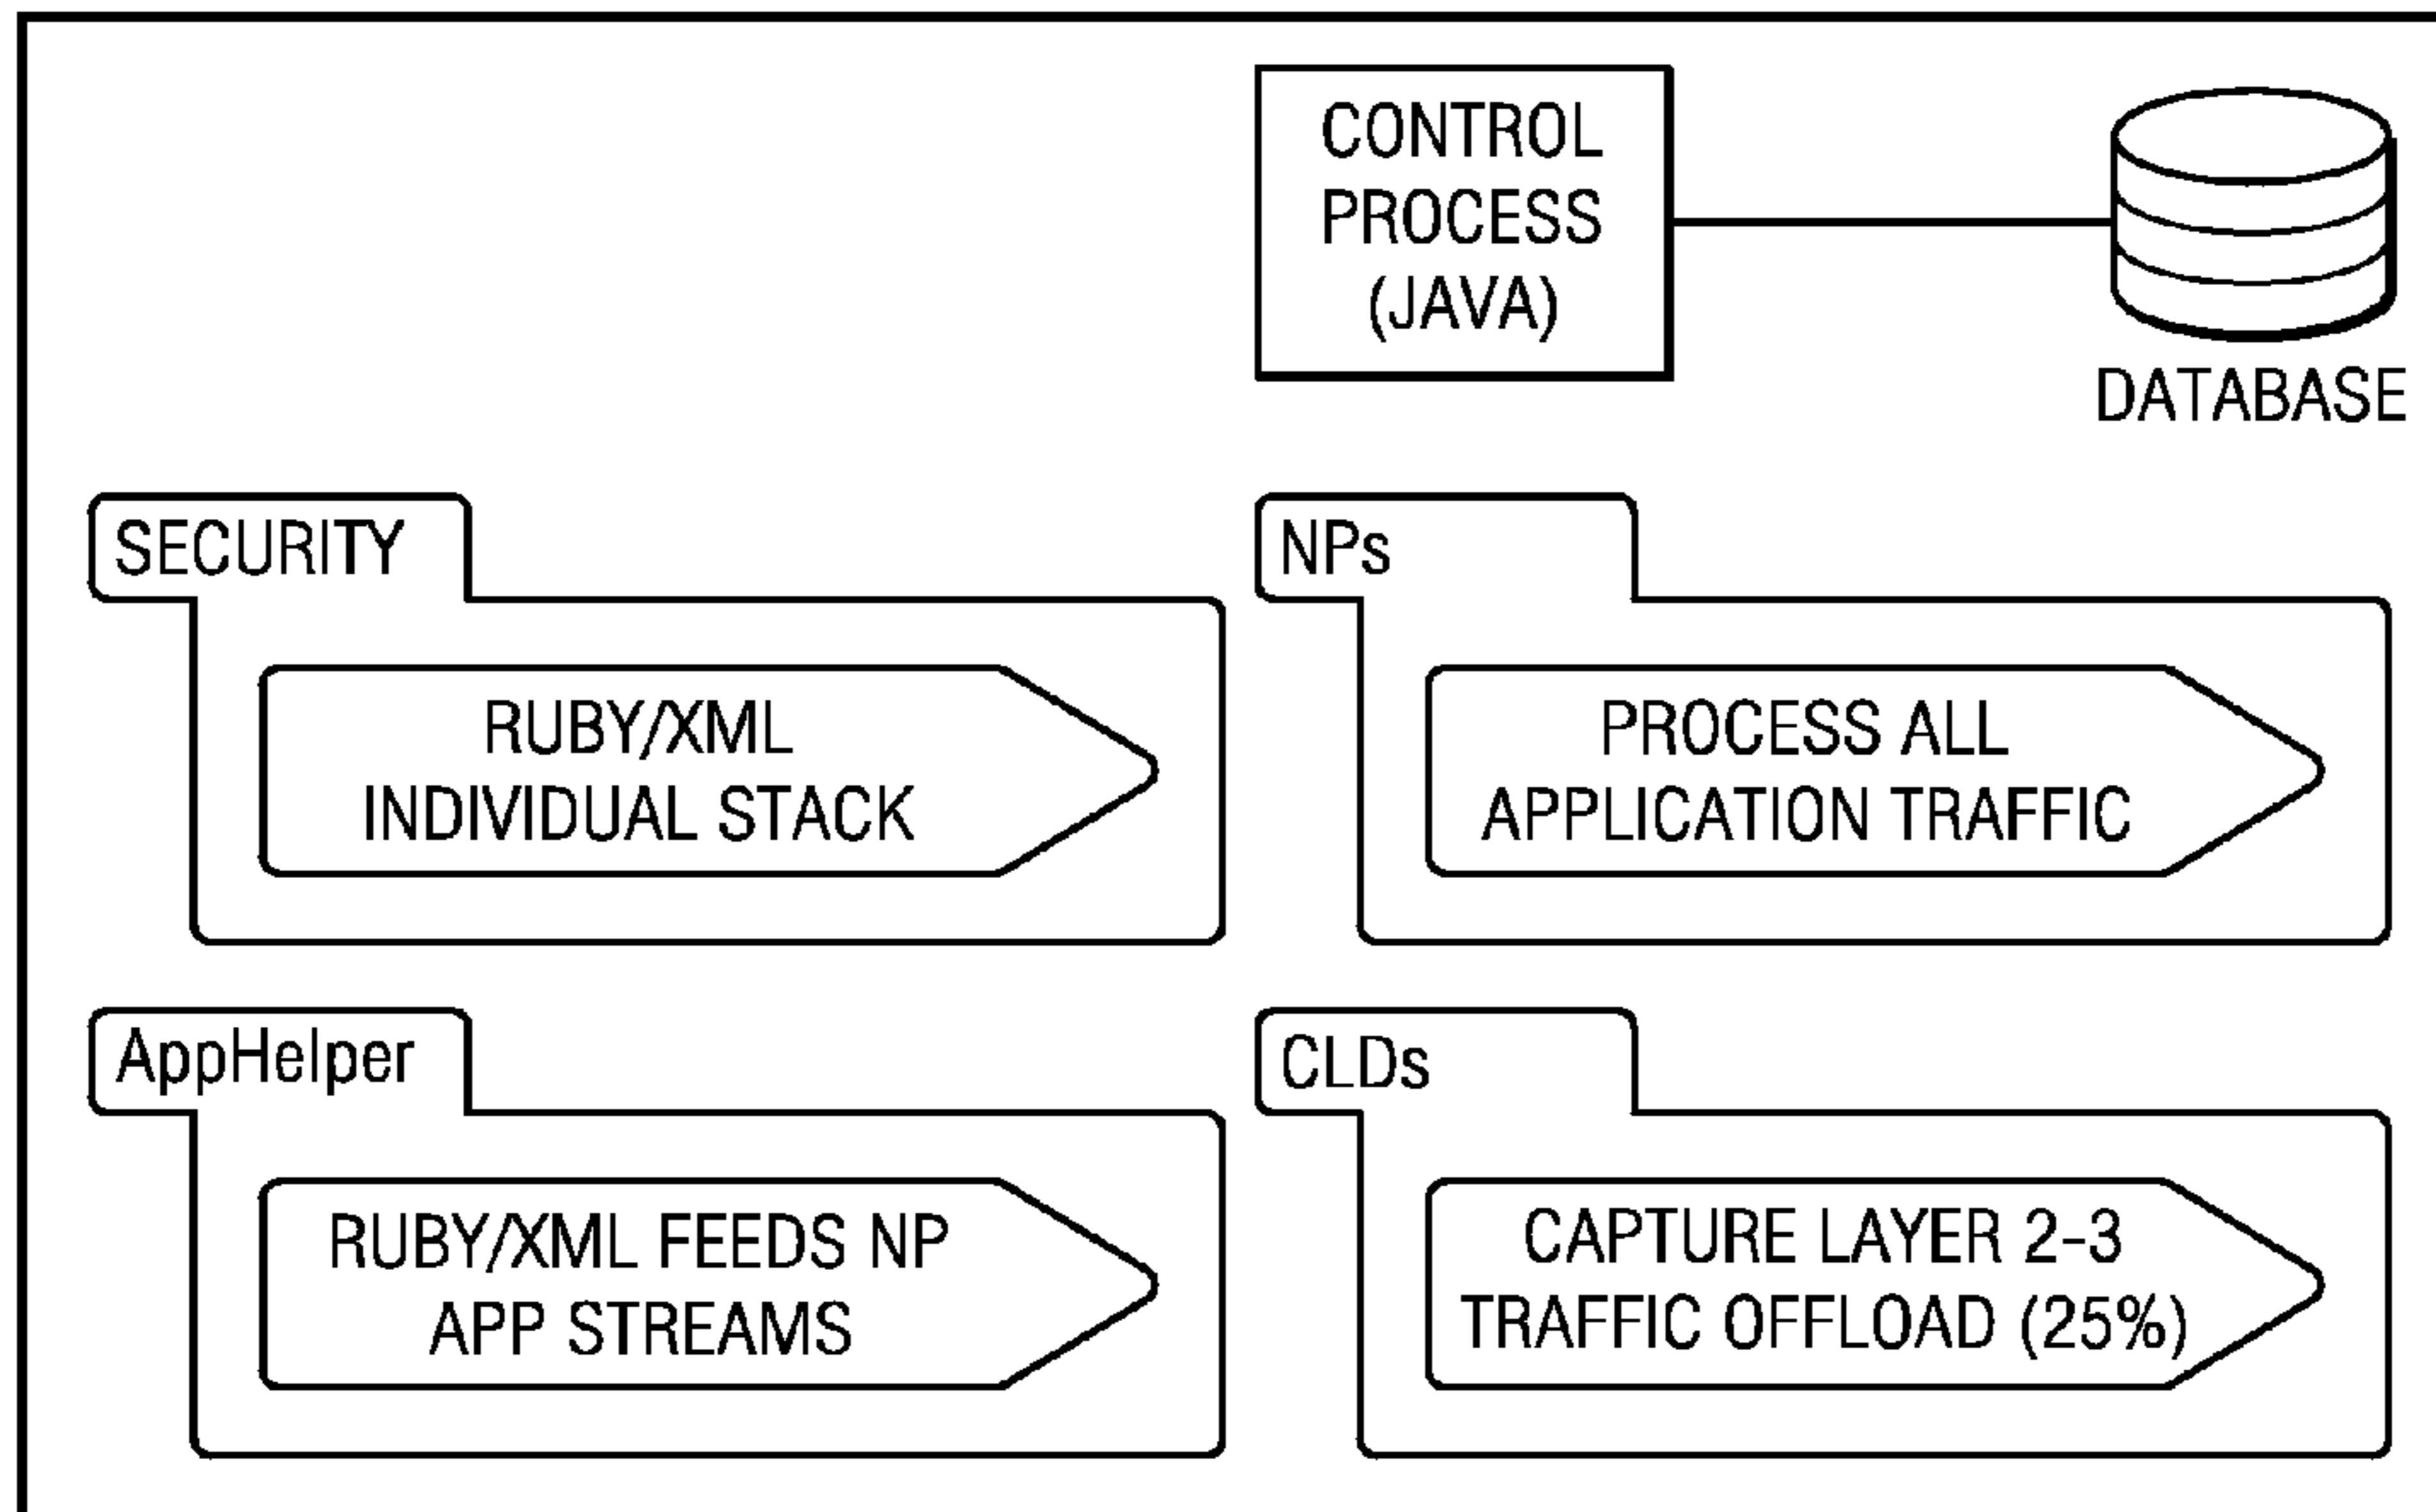 CONTROL
PROCESS
(JAVA)
DATABASE
SECURITY
RUBY/XML
INDIVIDUAL STACK
NPs
PROCESS ALL
APPLICATION TRAFFIC
AppHelper
RUBY/XML FEEDS NP
APP STREAMS
CLDs
CAPTURE LAYER 2-3
TRAFFIC OFFLOAD (25%)